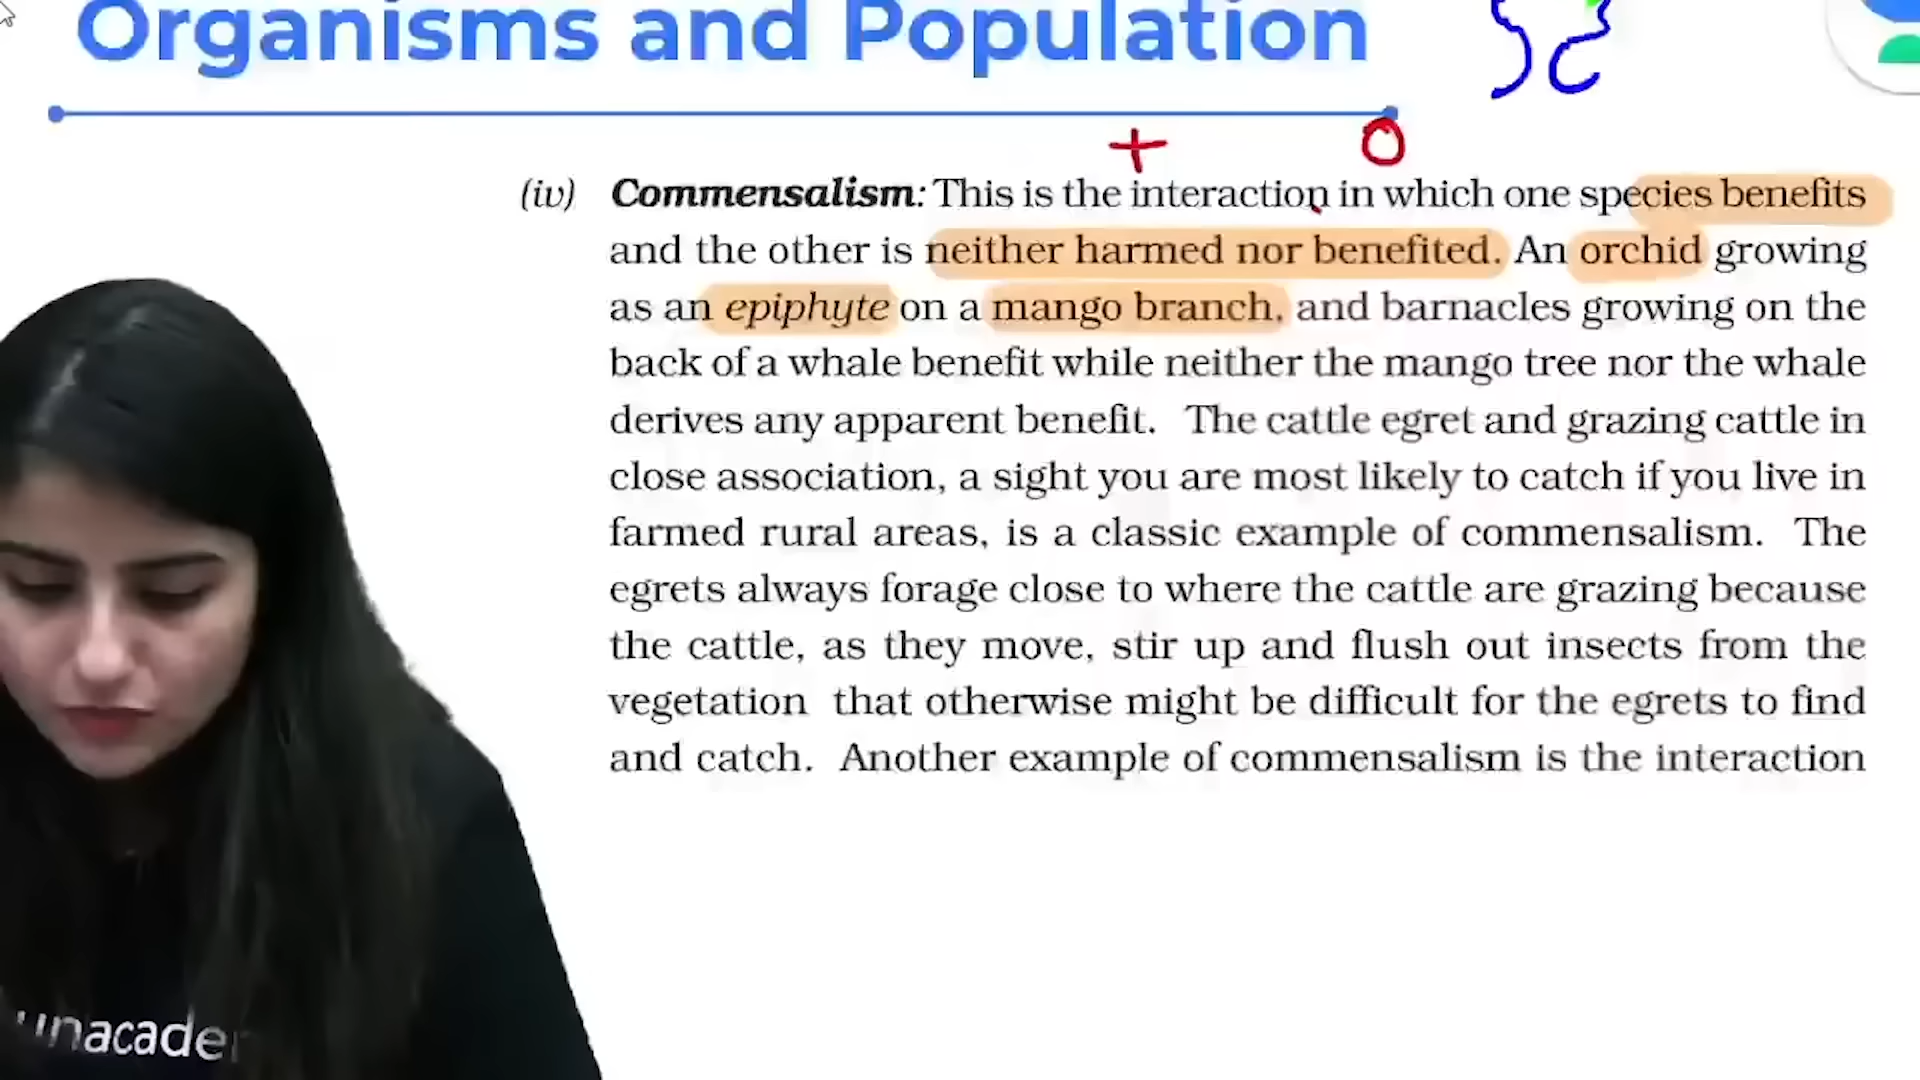 Organisms and Population
+ 0
(iv) Commensalism: This is the interaction in which one species benefits
and the other is neither harmed nor benefited. An orchid growing
as an epiphyte on a mango branch, and barnacles growing on the
back of a whale benefit while neither the mango tree nor the whale
derives any apparent benefit. The cattle egret and grazing cattle in
close association, a sight you are most likely to catch if you live in
farmed rural areas, is a classic example of commensalism. The
egrets always forage close to where the cattle are grazing because
the cattle, as they move, stir up and flush out insects from the
vegetation that otherwise might be difficult for the egrets to find
and catch. Another example of commensalism is the interaction
unacade